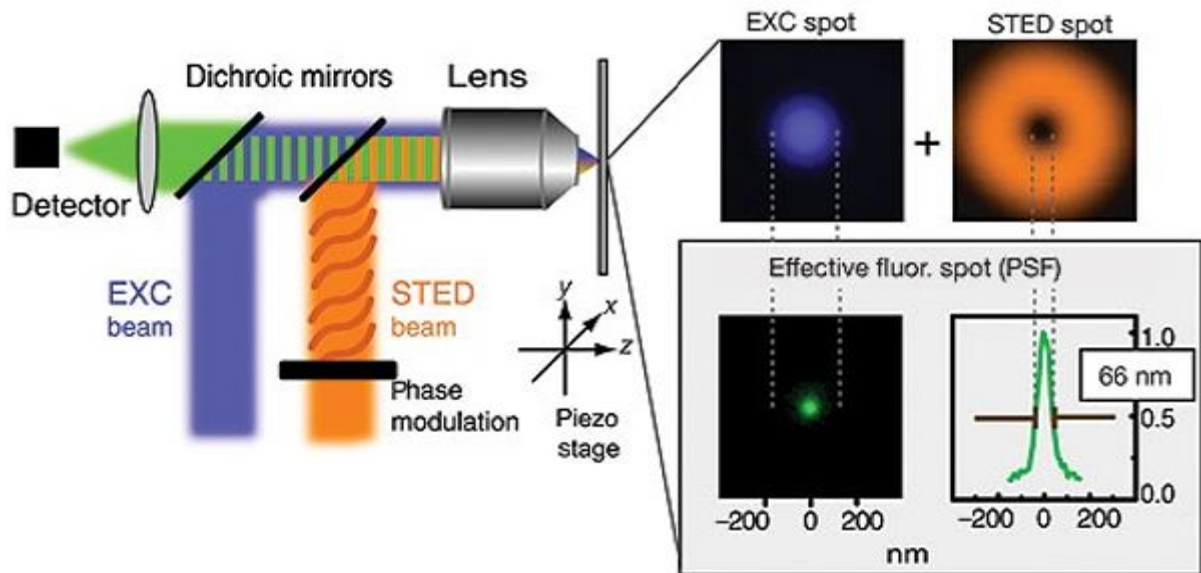 EXC spot
STED spot
Dichroic mirrors
Lens
Detector
EXC
beam
STED
beam
Phase
modulation
y
x
z
Piezo
stage
+
Effective fluor. spot (PSF)
1.0
66 nm
0.5
0.0
−200 0 200
−200 0 200
nm